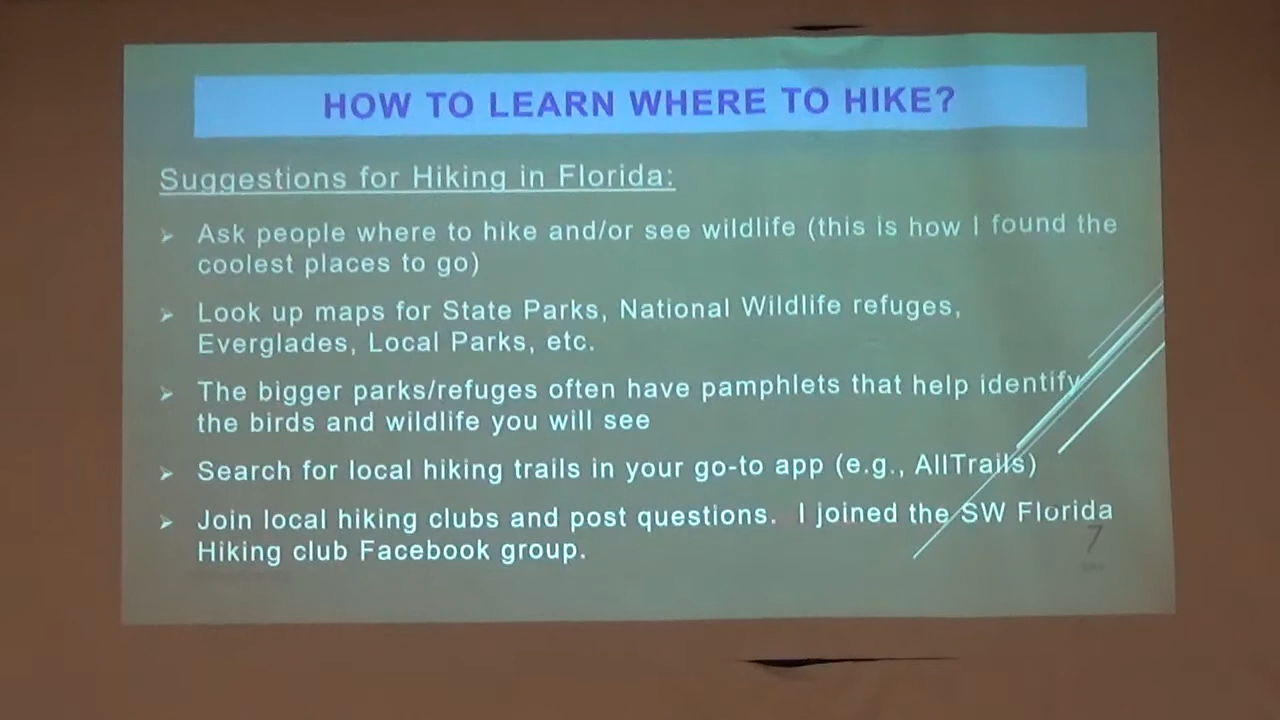 HOW TO LEARN WHERE TO HIKE?
Suggestions for Hiking in Florida:
➢ Ask people where to hike and/or see wildlife (this is how I found the
coolest places to go)
➢ Look up maps for State Parks, National Wildlife refuges,
Everglades, Local Parks, etc.
➢ The bigger parks/refuges often have pamphlets that help identify
the birds and wildlife you will see
➢ Search for local hiking trails in your go-to app (e.g., AllTrails)
➢ Join local hiking clubs and post questions.  I joined the SW Florida
Hiking club Facebook group.
7